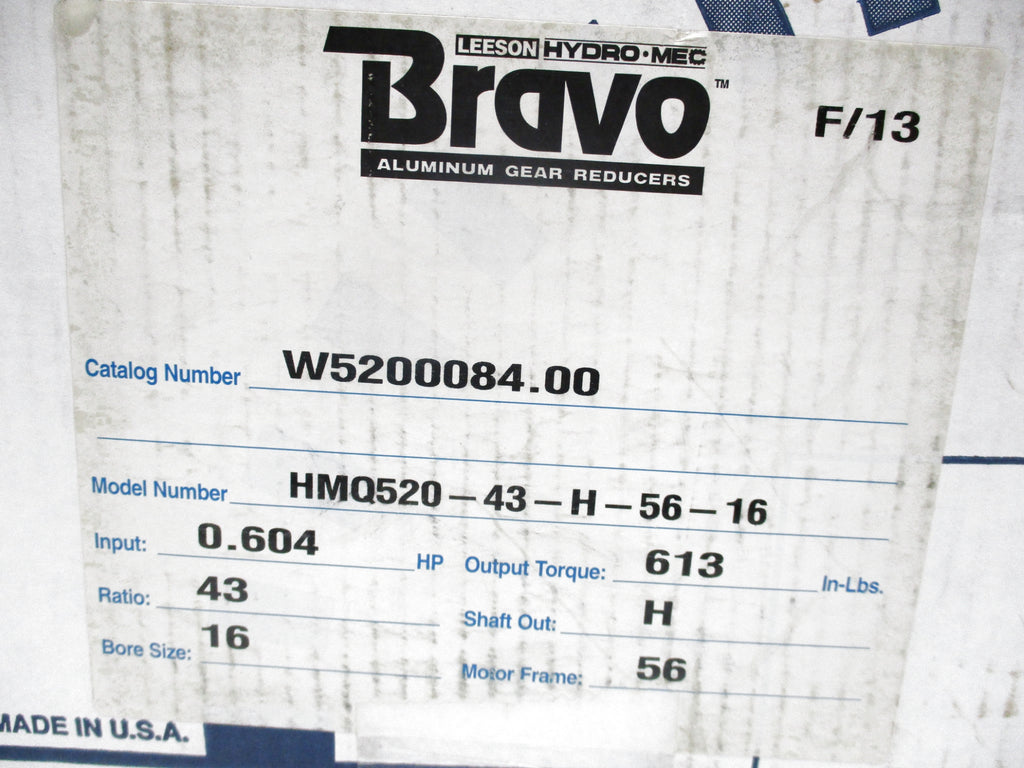 LEESON HYDRO·MEC
Bravo™
ALUMINUM GEAR REDUCERS
F/13
Catalog Number W5200084.00
Model Number HMQ520-43-H-56-16
Input: 0.604 HP Output Torque: 613 In-Lbs.
Ratio: 43 Shaft Out: H
Bore Size: 16 Motor Frame: 56
MADE IN U.S.A.